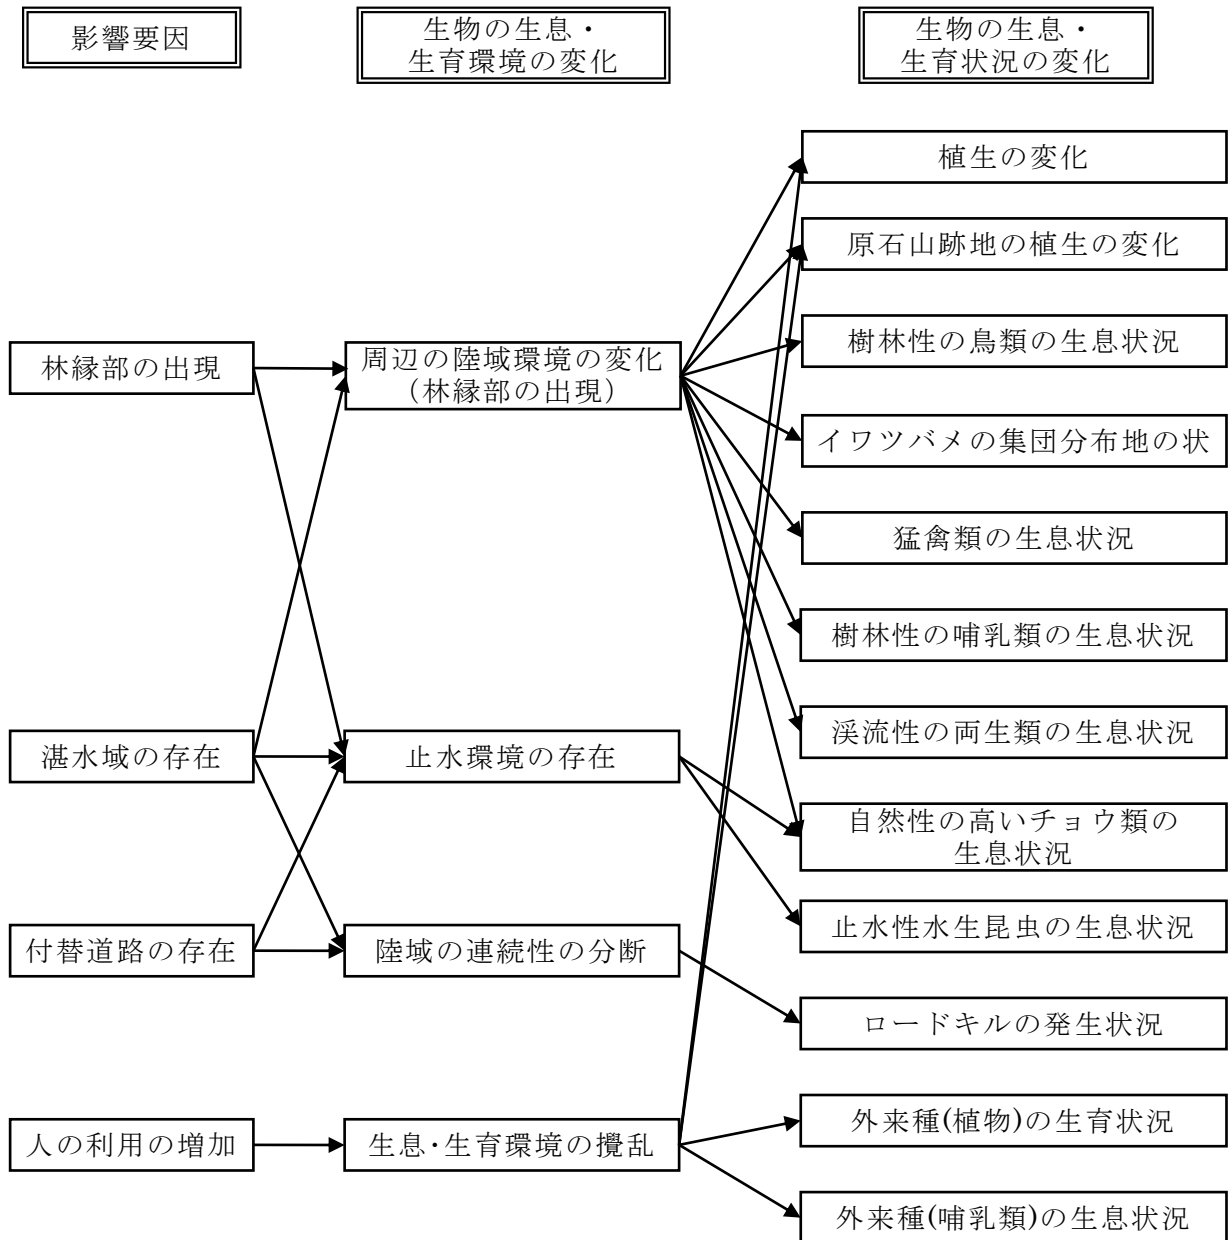 影響要因
生物の生息・
生育環境の変化
生物の生息・
生育状況の変化
植生の変化
原石山跡地の植生の変化
林縁部の出現
周辺の陸域環境の変化
（林縁部の出現）
樹林性の鳥類の生息状況
イワツバメの集団分布地の状
猛禽類の生息状況
樹林性の哺乳類の生息状況
湛水域の存在
止水環境の存在
渓流性の両生類の生息状況
自然性の高いチョウ類の
生息状況
付替道路の存在
陸域の連続性の分断
止水性水生昆虫の生息状況
ロードキルの発生状況
人の利用の増加
生息・生育環境の攪乱
外来種(植物)の生育状況
外来種(哺乳類)の生息状況